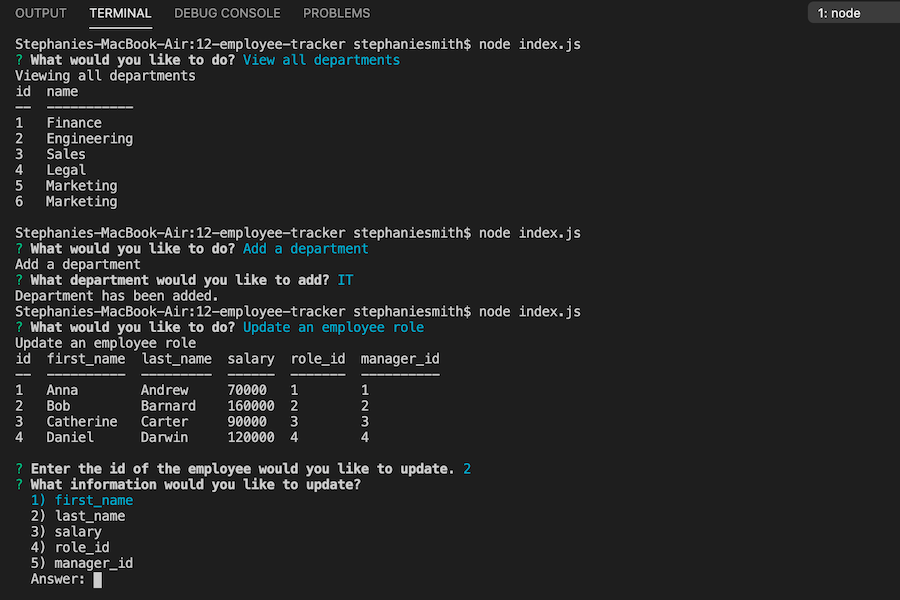 OUTPUT TERMINAL DEBUG CONSOLE PROBLEMS 1: node
Stephanies-MacBook-Air:12-employee-tracker stephaniesmith$ node index.js
? What would you like to do? View all departments
Viewing all departments
id name
-- -----------
1 Finance
2 Engineering
3 Sales
4 Legal
5 Marketing
6 Marketing
Stephanies-MacBook-Air:12-employee-tracker stephaniesmith$ node index.js
? What would you like to do? Add a department
Add a department
? What department would you like to add? IT
Department has been added.
Stephanies-MacBook-Air:12-employee-tracker stephaniesmith$ node index.js
? What would you like to do? Update an employee role
Update an employee role
id first_name last_name salary role_id manager_id
-- ---------- --------- ------ ------- ----------
1 Anna Andrew 70000 1 1
2 Bob Barnard 160000 2 2
3 Catherine Carter 90000 3 3
4 Daniel Darwin 120000 4 4
? Enter the id of the employee would you like to update. 2
? What information would you like to update?
1) first_name
2) last_name
3) salary
4) role_id
5) manager_id
Answer: